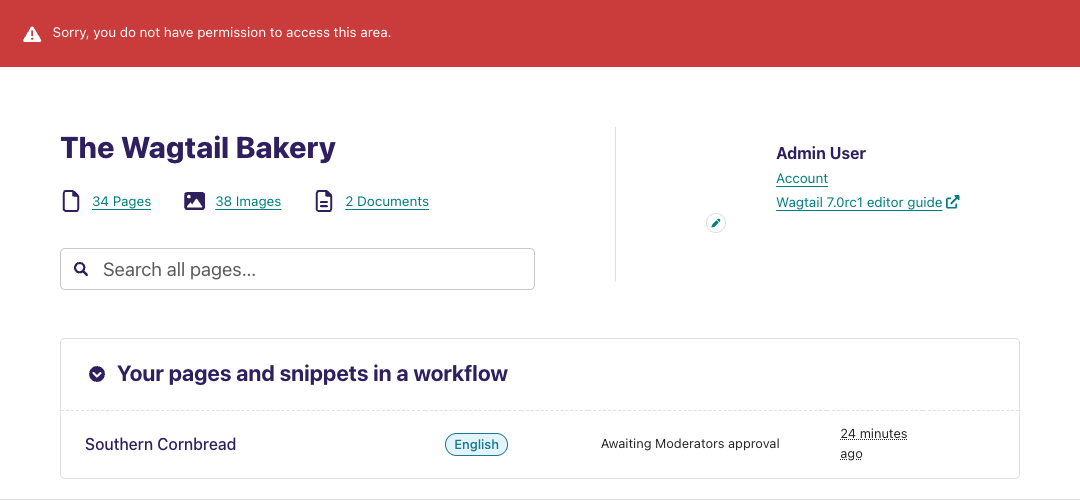 Sorry, you do not have permission to access this area.
The Wagtail Bakery
34 Pages
38 Images
2 Documents
Search all pages...
Admin User
Account
Wagtail 7.0rc1 editor guide
Your pages and snippets in a workflow
Southern Cornbread
English
Awaiting Moderators approval
24 minutes
ago